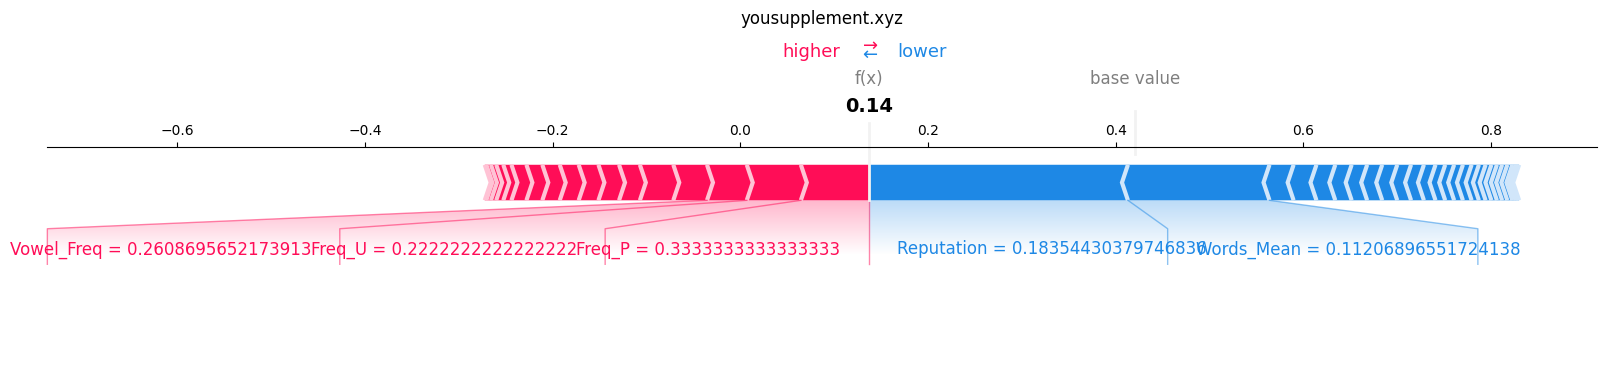 yousupplement.xyz
higher ⇄ lower
f(x) base value
0.14
−0.6 −0.4 −0.2 0.0 0.2 0.4 0.6 0.8
Vowel_Freq = 0.2608695652173913 Freq_U = 0.2222222222222222 Freq_P = 0.3333333333333333 Reputation = 0.18354430379746836 Words_Mean = 0.11206896551724138